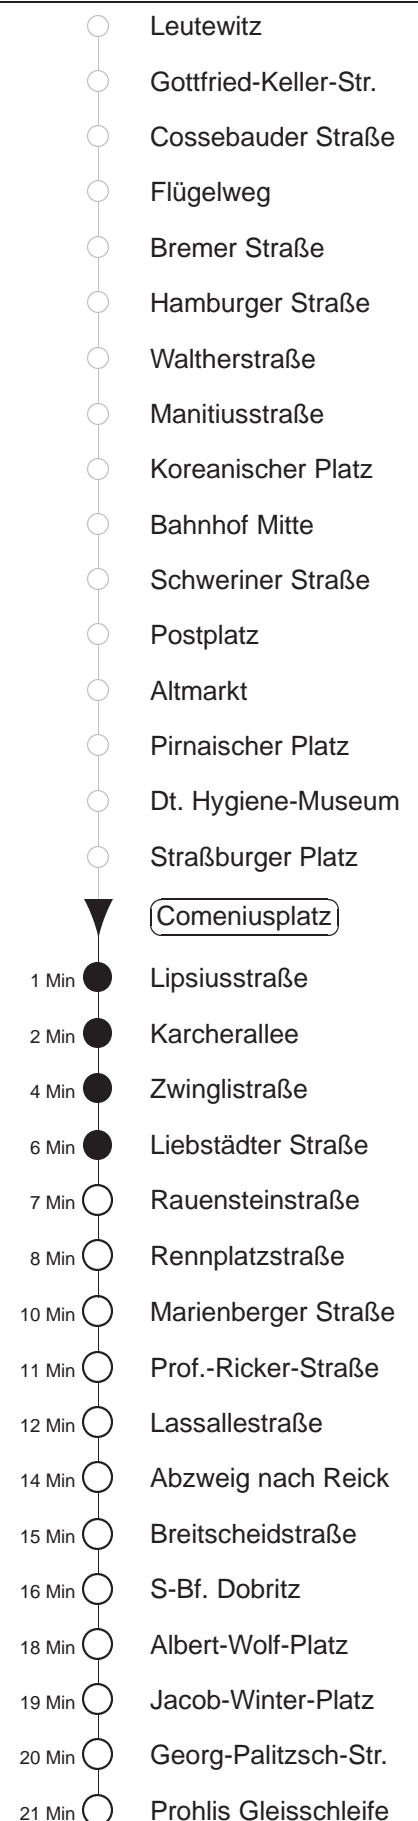 Leutewitz
Gottfried-Keller-Str.
Cossebauder Straße
Flügelweg
Bremer Straße
Hamburger Straße
Waltherstraße
Manitiusstraße
Koreanischer Platz
Bahnhof Mitte
Schweriner Straße
Postplatz
Altmarkt
Pirnaischer Platz
Dt. Hygiene-Museum
Straßburger Platz
Comeniusplatz
1 Min Lipsiusstraße
2 Min Karcherallee
4 Min Zwinglistraße
6 Min Liebstädter Straße
7 Min Rauensteinstraße
8 Min Rennplatzstraße
10 Min Marienberger Straße
11 Min Prof.-Ricker-Straße
12 Min Lassallestraße
14 Min Abzweig nach Reick
15 Min Breitscheidstraße
16 Min S-Bf. Dobritz
18 Min Albert-Wolf-Platz
19 Min Jacob-Winter-Platz
20 Min Georg-Palitzsch-Str.
21 Min Prohlis Gleisschleife